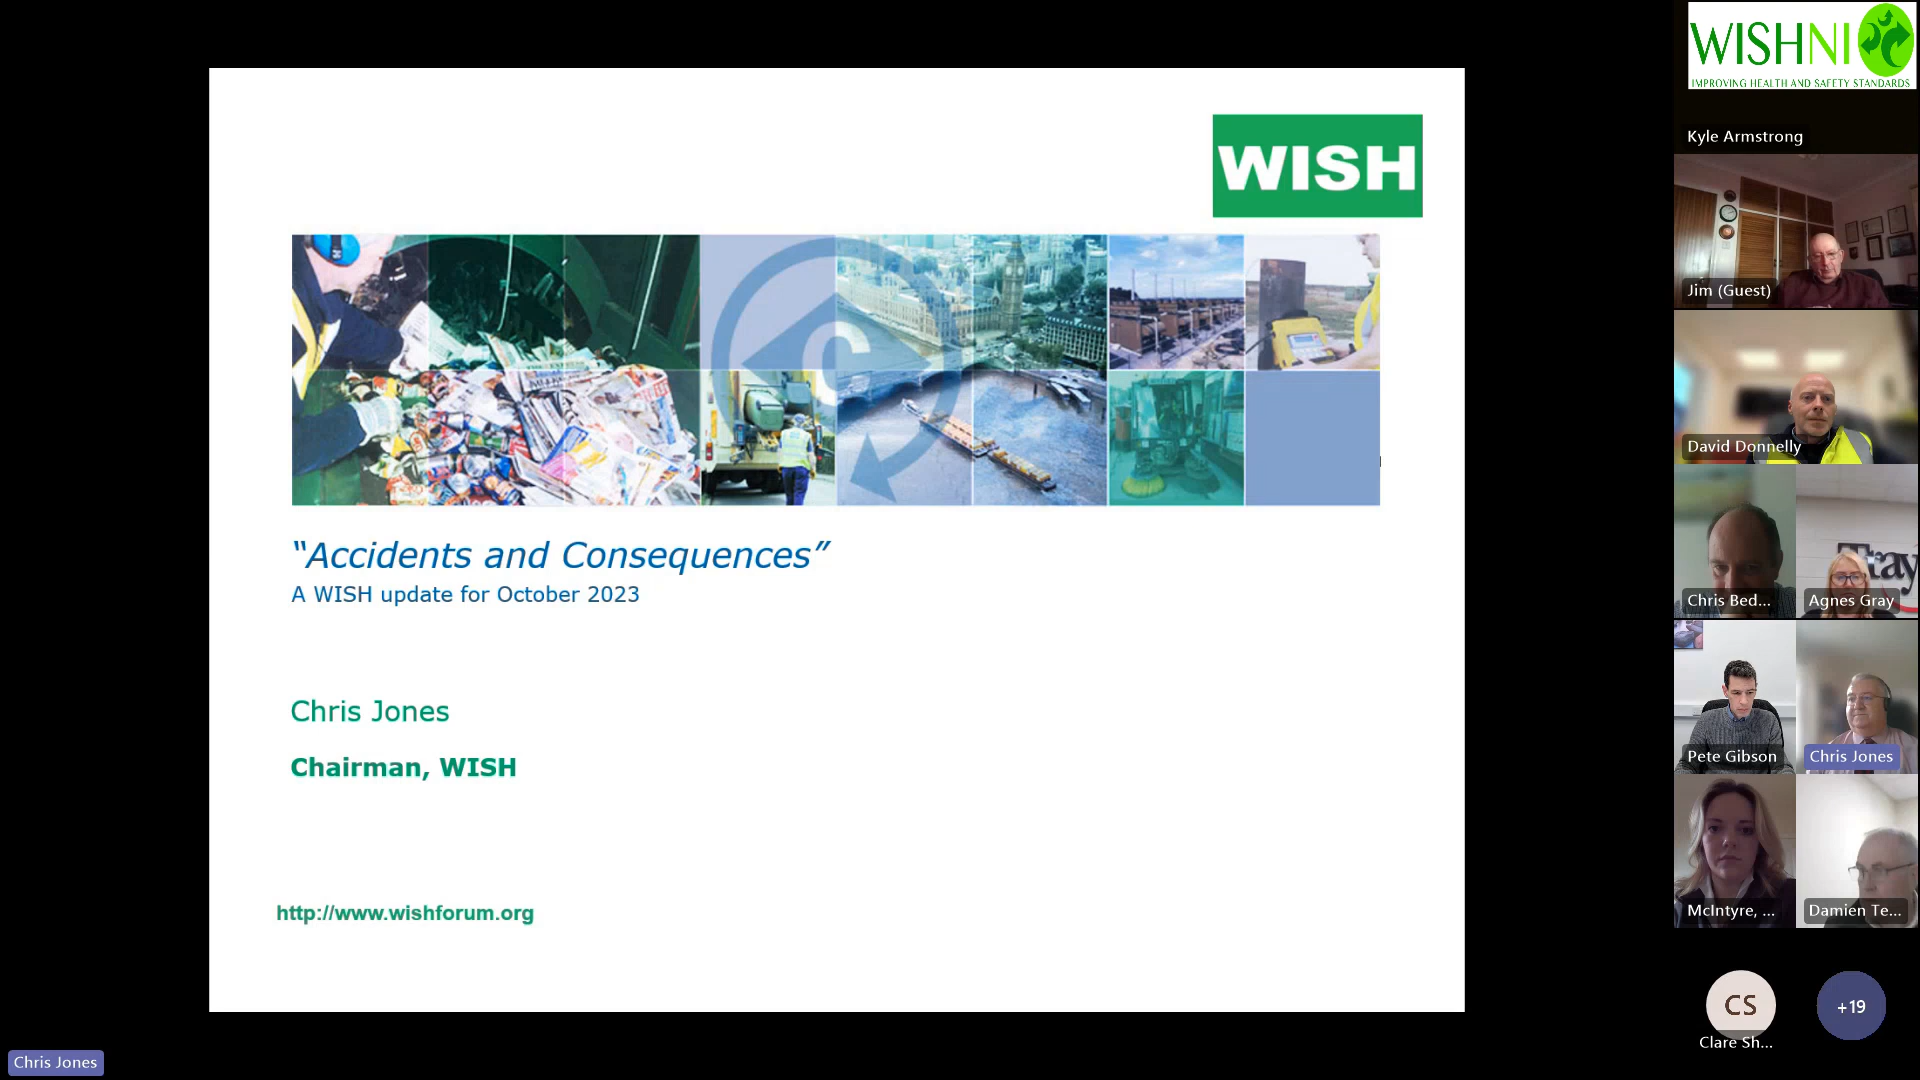 WISH
C
“Accidents and Consequences”
A WISH update for October 2023
Chris Jones
Chairman, WISH
http://www.wishforum.org
Chris Jones
WISHNI
IMPROVING HEALTH AND SAFETY STANDARDS
Kyle Armstrong
Jim (Guest)
David Donnelly
Chris Bed...
Tray
Agnes Gray
Pete Gibson
Chris Jones
McIntyre, ...
Damien Te...
CS
Clare Sh...
+19